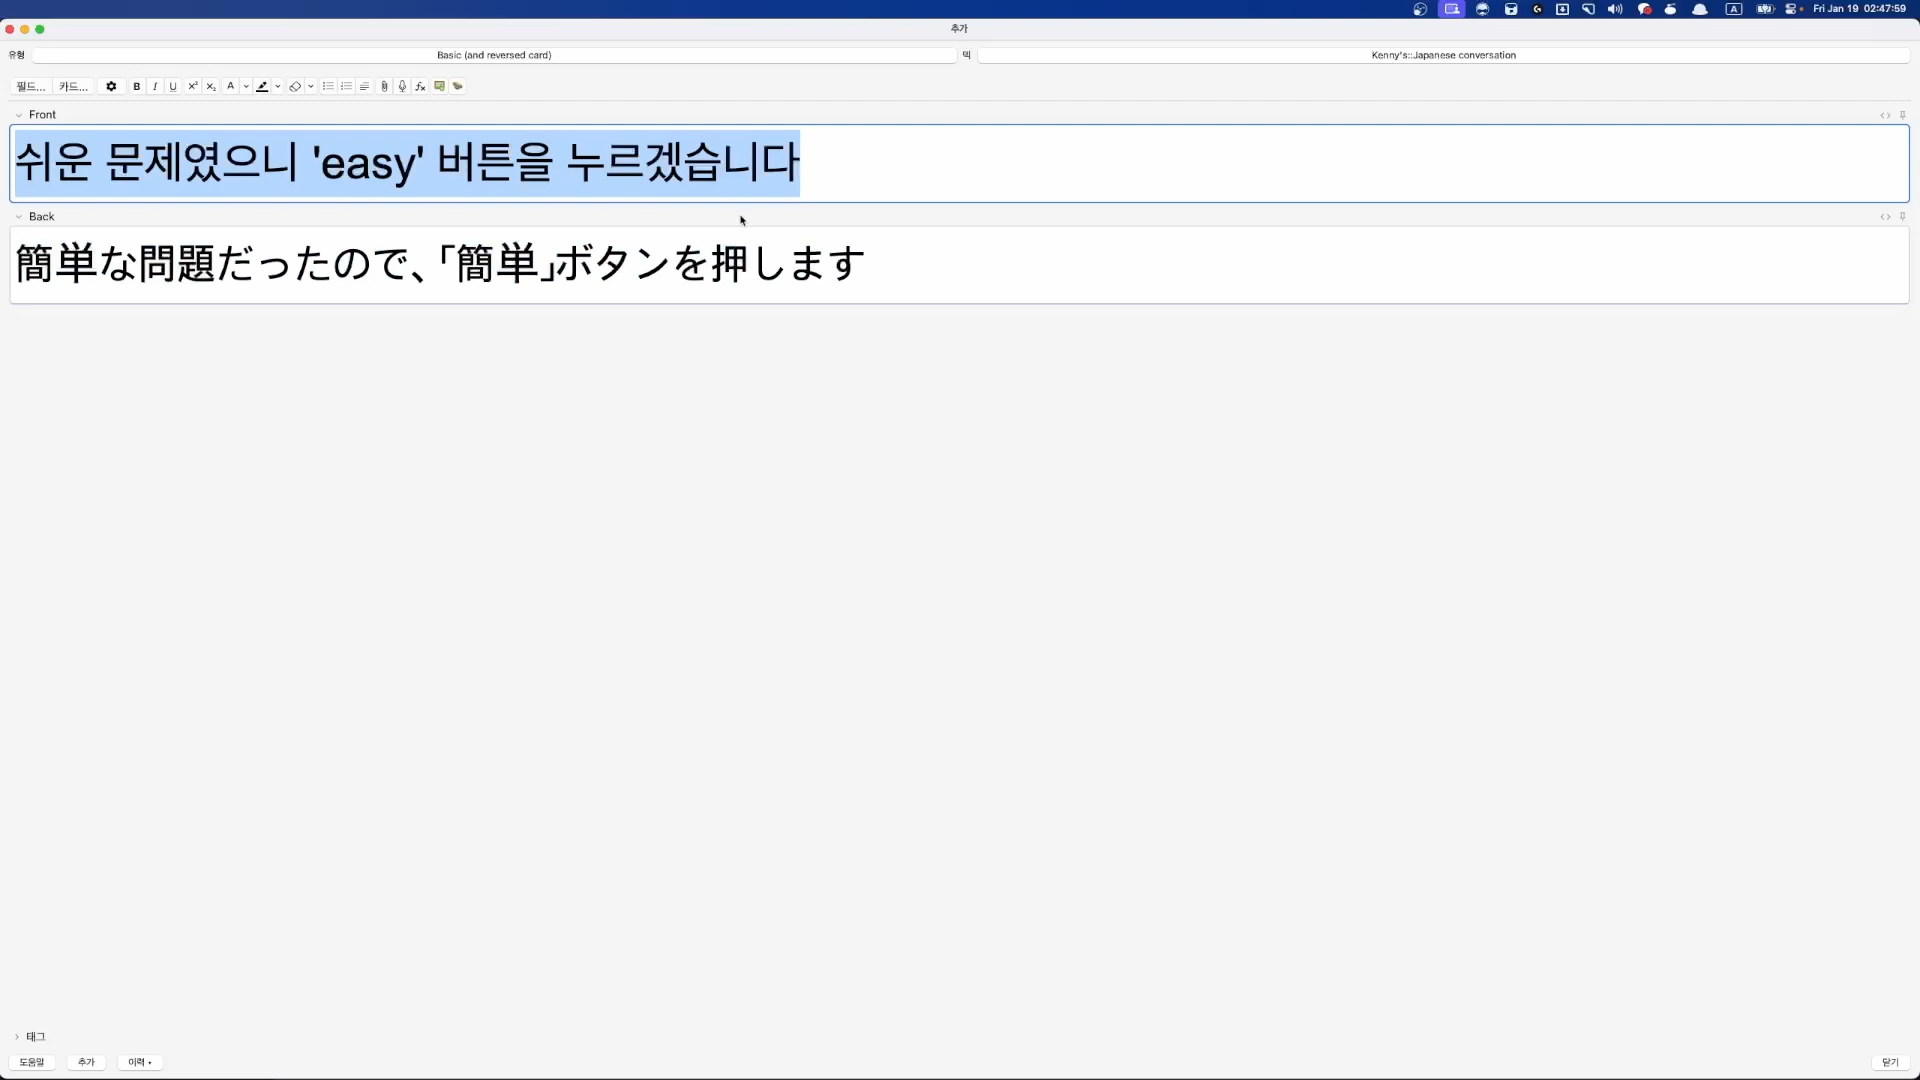 Fri Jan 19 02:47:59
추가
유형 Basic (and reversed card) 덱 Kenny's::Japanese conversation
필드... 카드... B I U X² X₂ A fx
Front
쉬운 문제였으니 'easy' 버튼을 누르겠습니다
Back
簡単な問題だったので、「簡単」ボタンを押します
태그
도움말 추가 이력 닫기